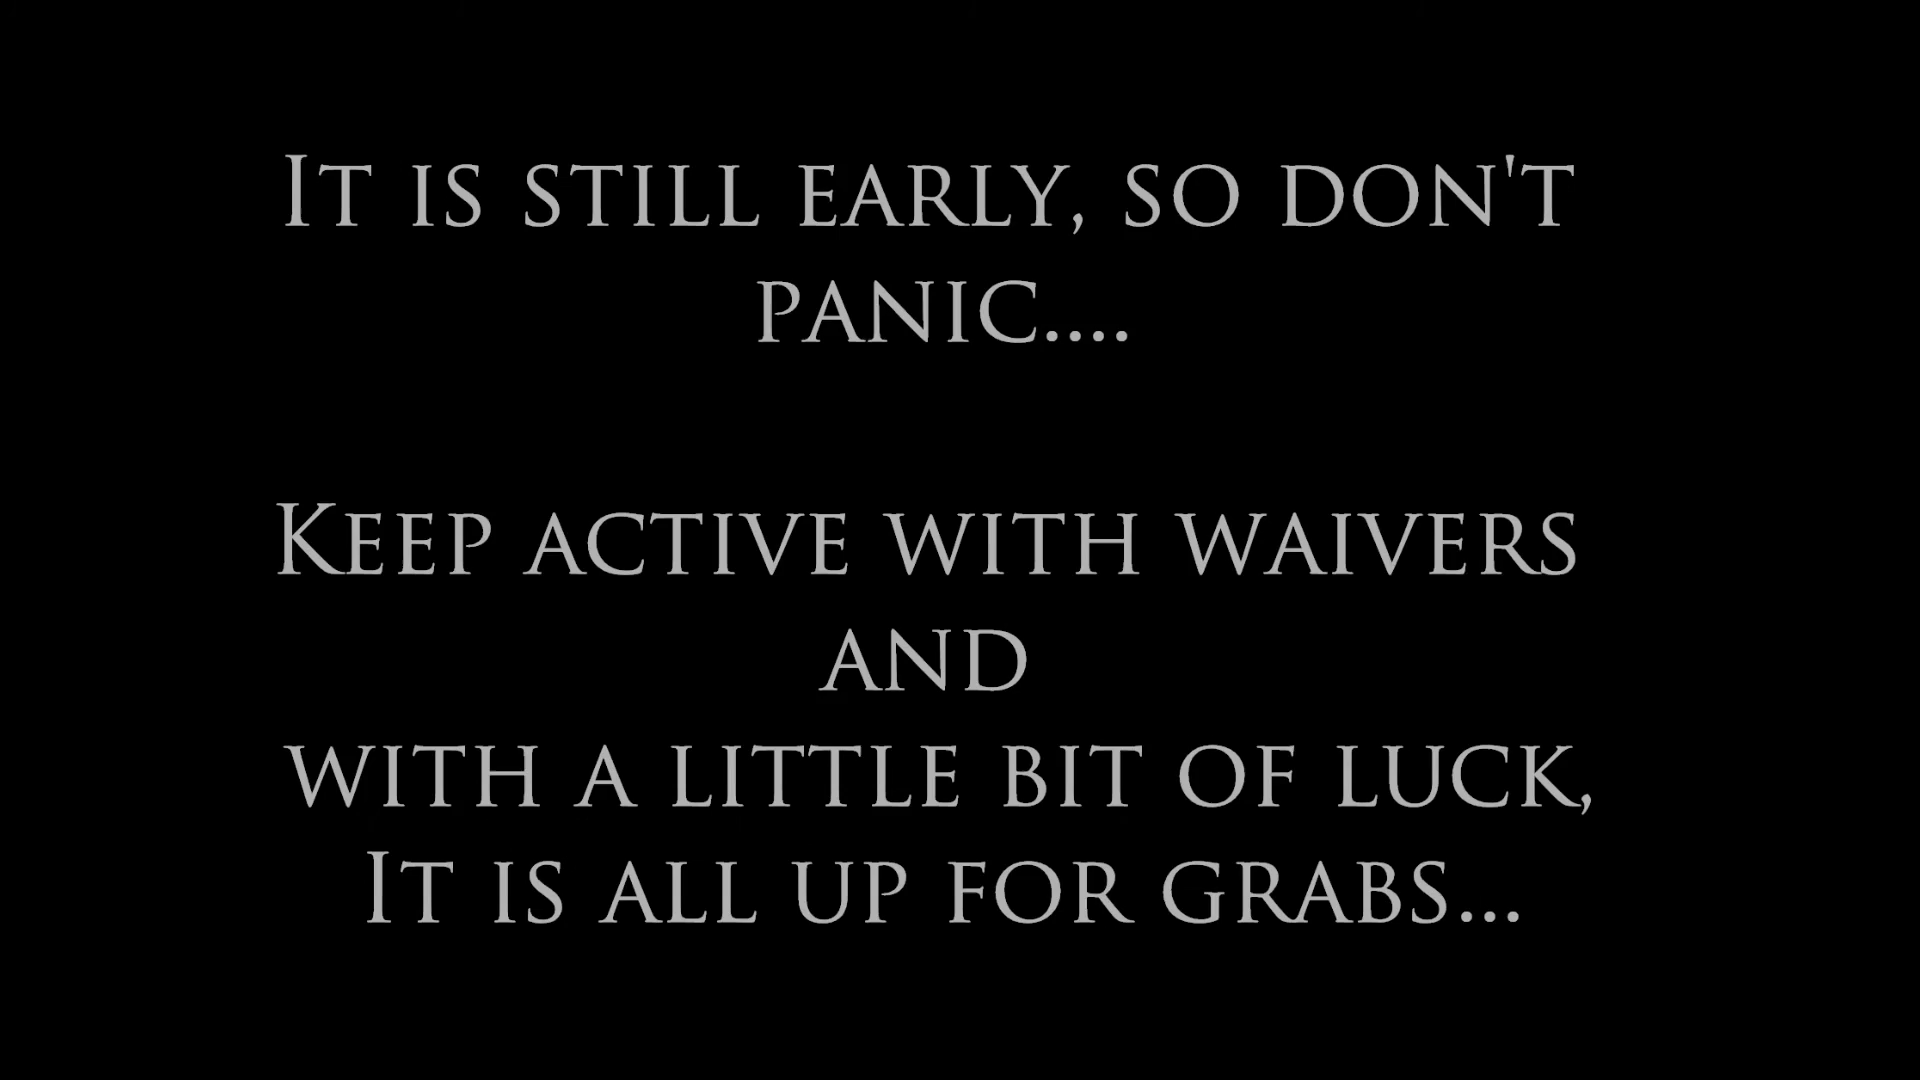 It is still early, so don't
panic....
Keep active with waivers
and
with a little bit of luck,
It is all up for grabs...